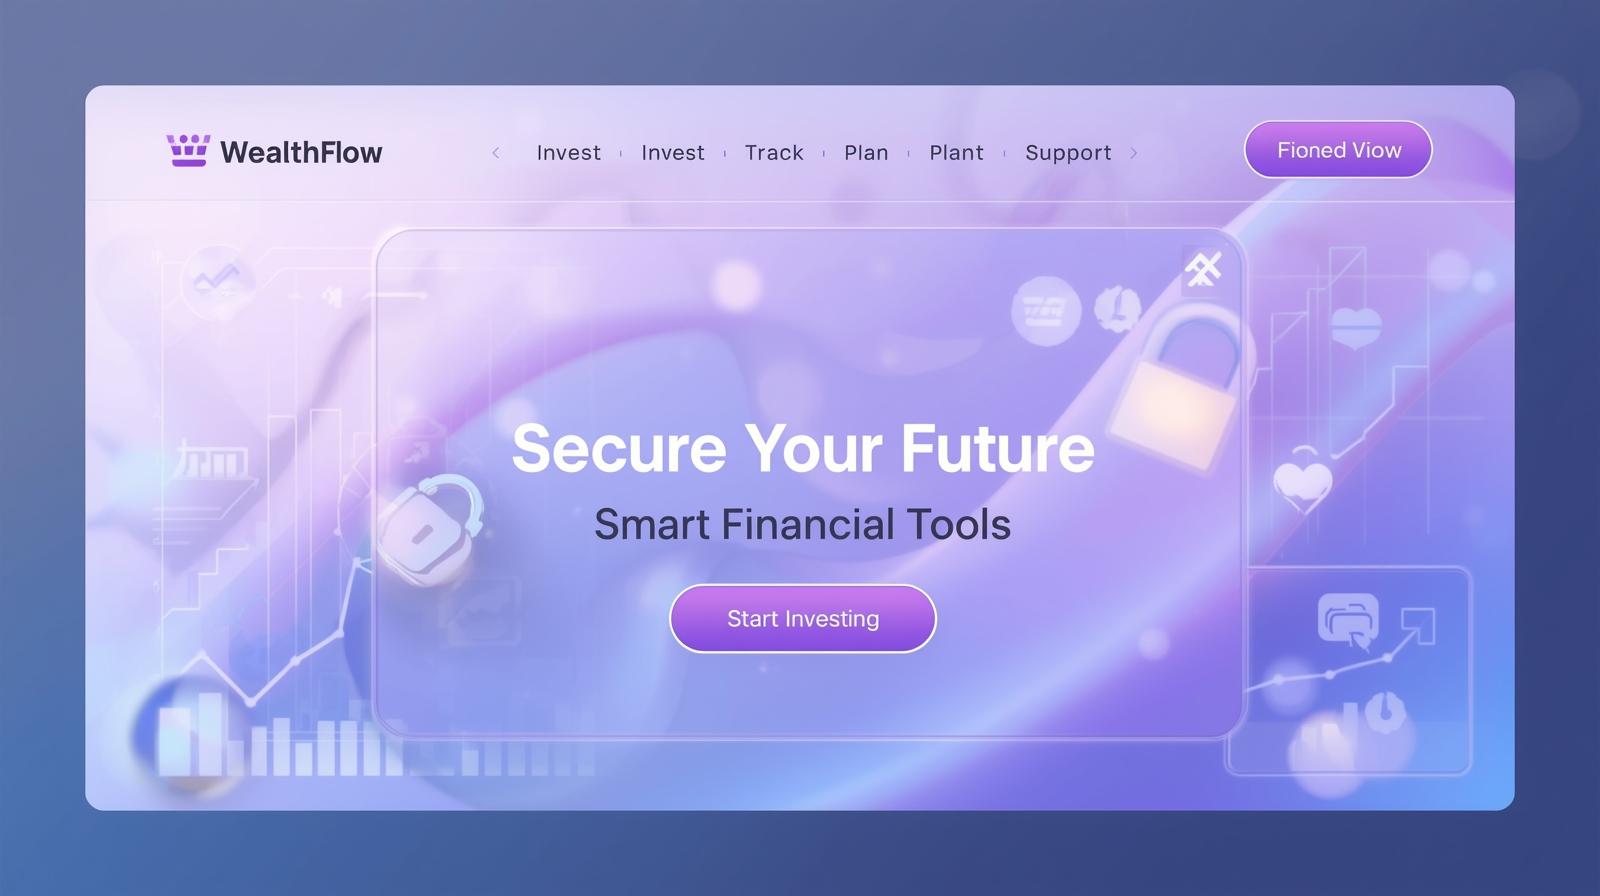 WealthFlow
Invest Invest Track Plan Plant Support
Fioned Viow
Secure Your Future
Smart Financial Tools
Start Investing